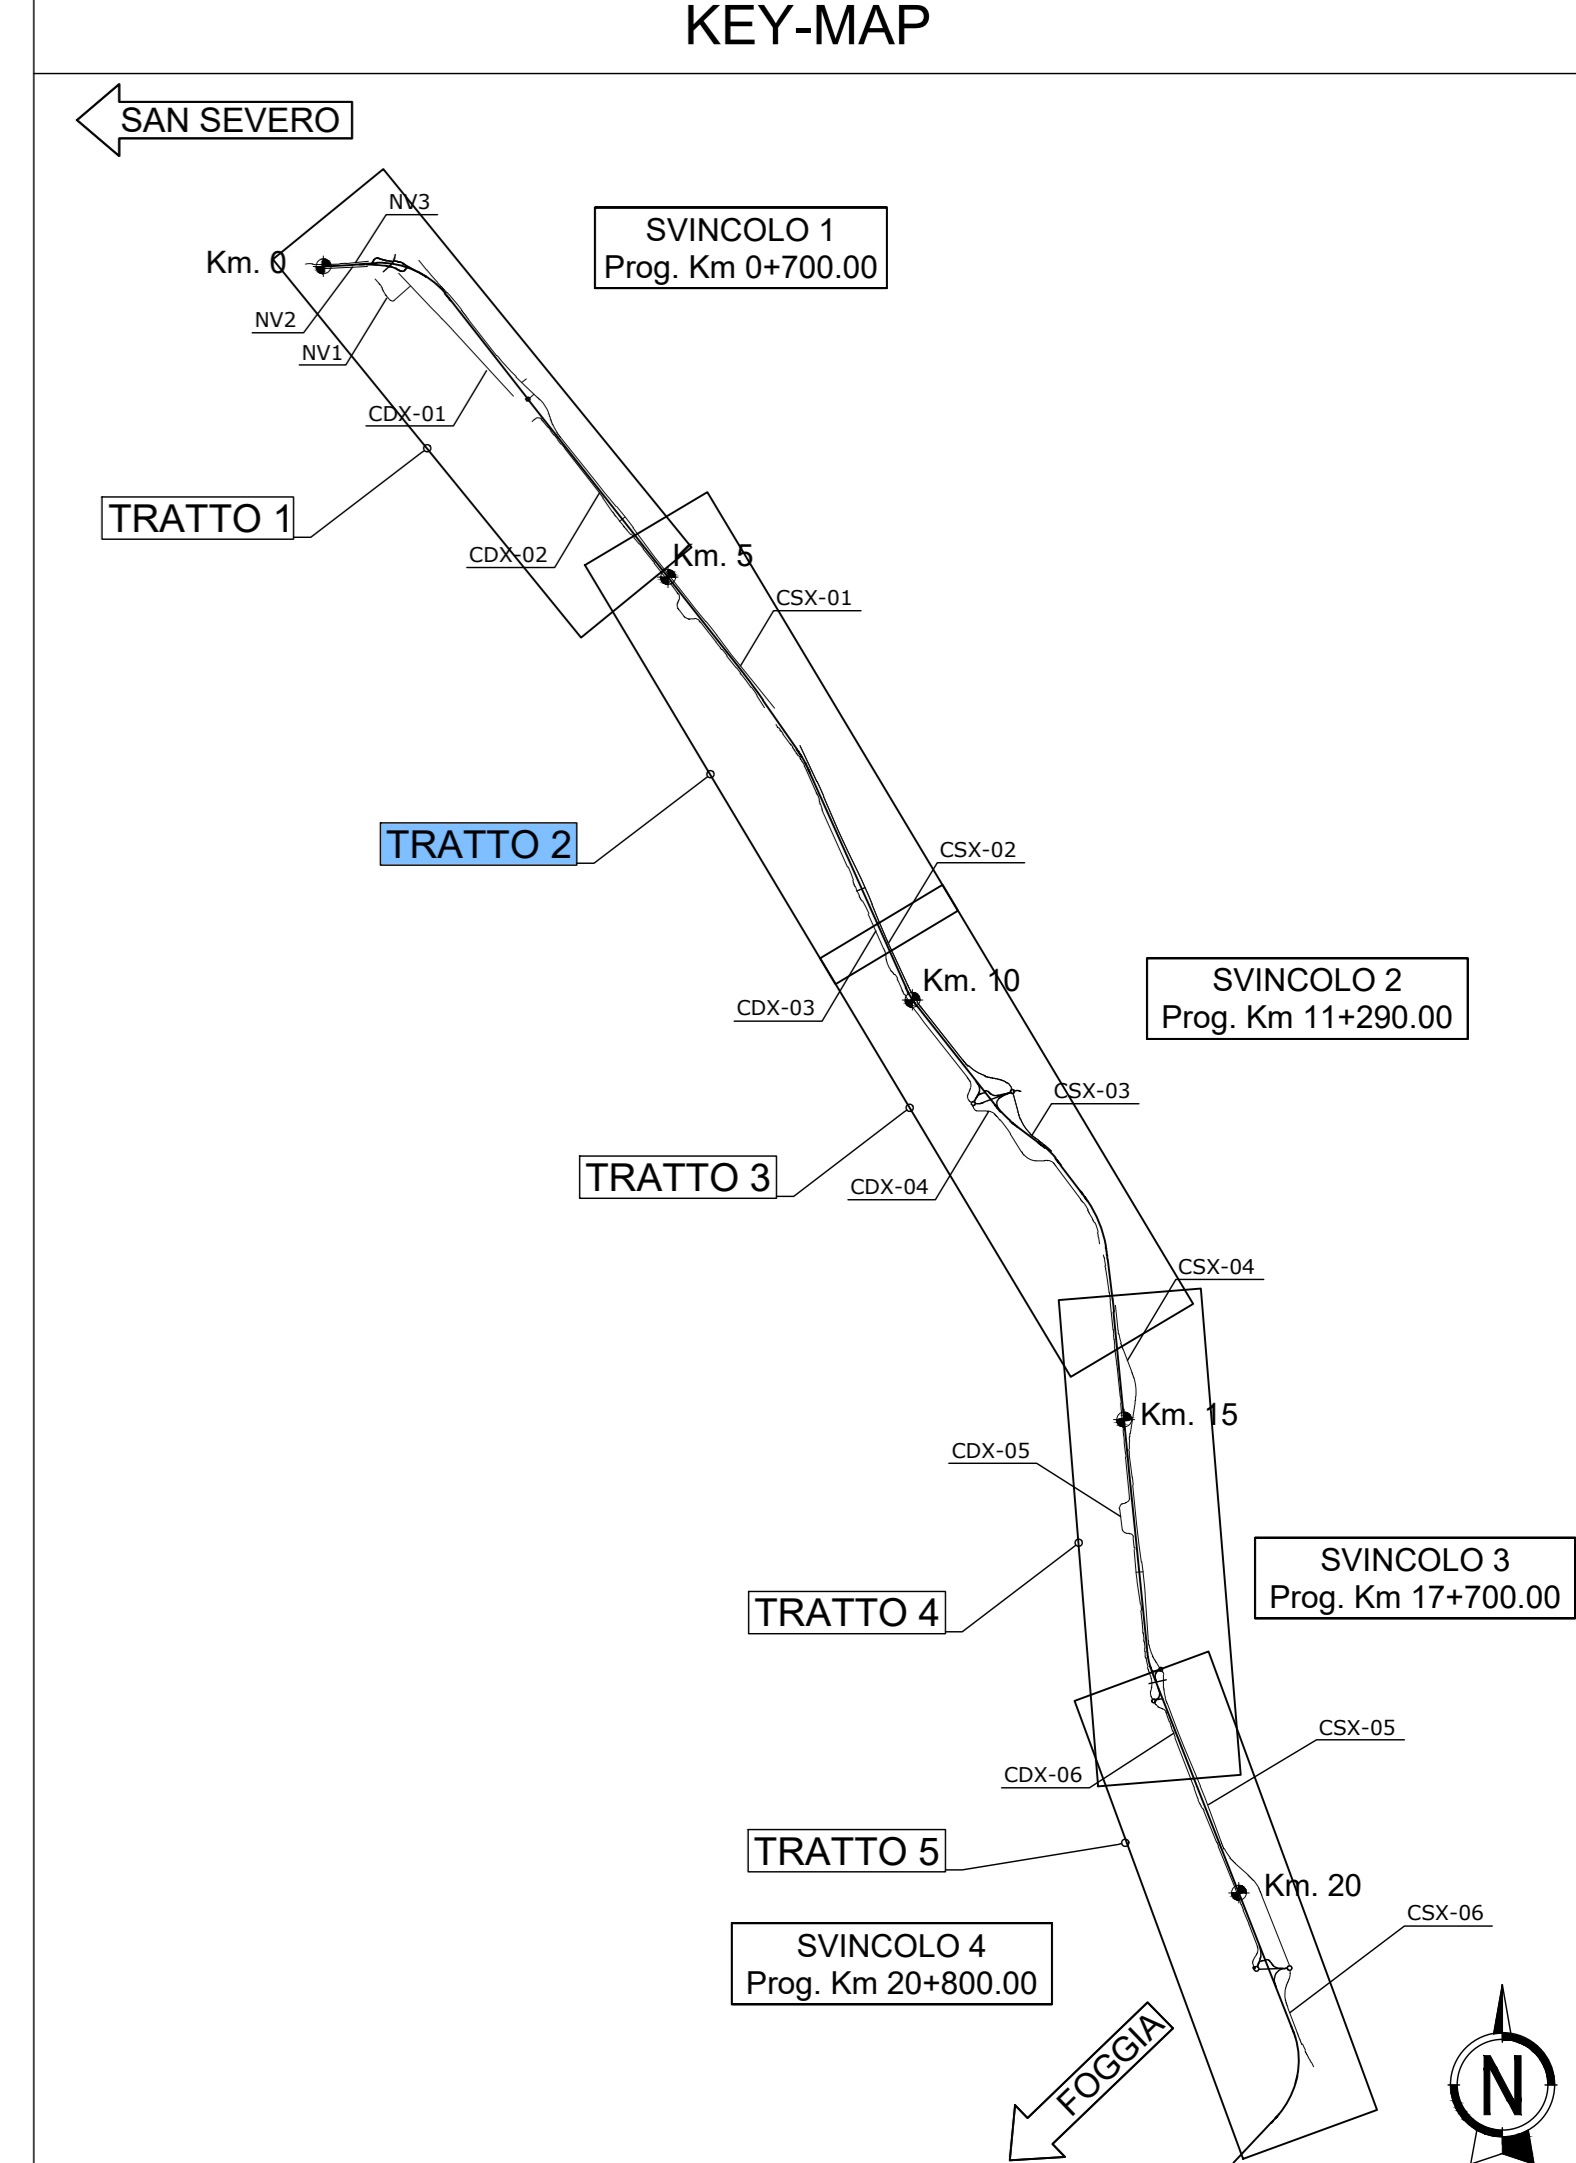 KEY-MAP
SAN SEVERO
NV3
SVINCOLO 1
Prog. Km 0+700.00
Km. 0
NV2
NV1
CDX-01
TRATTO 1
CDX-02
Km. 5
CSX-01
TRATTO 2
CSX-02
SVINCOLO 2
Prog. Km 11+290.00
Km. 10
CDX-03
CSX-03
TRATTO 3
CDX-04
CSX-04
Km. 15
CDX-05
SVINCOLO 3
Prog. Km 17+700.00
TRATTO 4
CSX-05
CDX-06
TRATTO 5
Km. 20
CSX-06
SVINCOLO 4
Prog. Km 20+800.00
FOGGIA
N